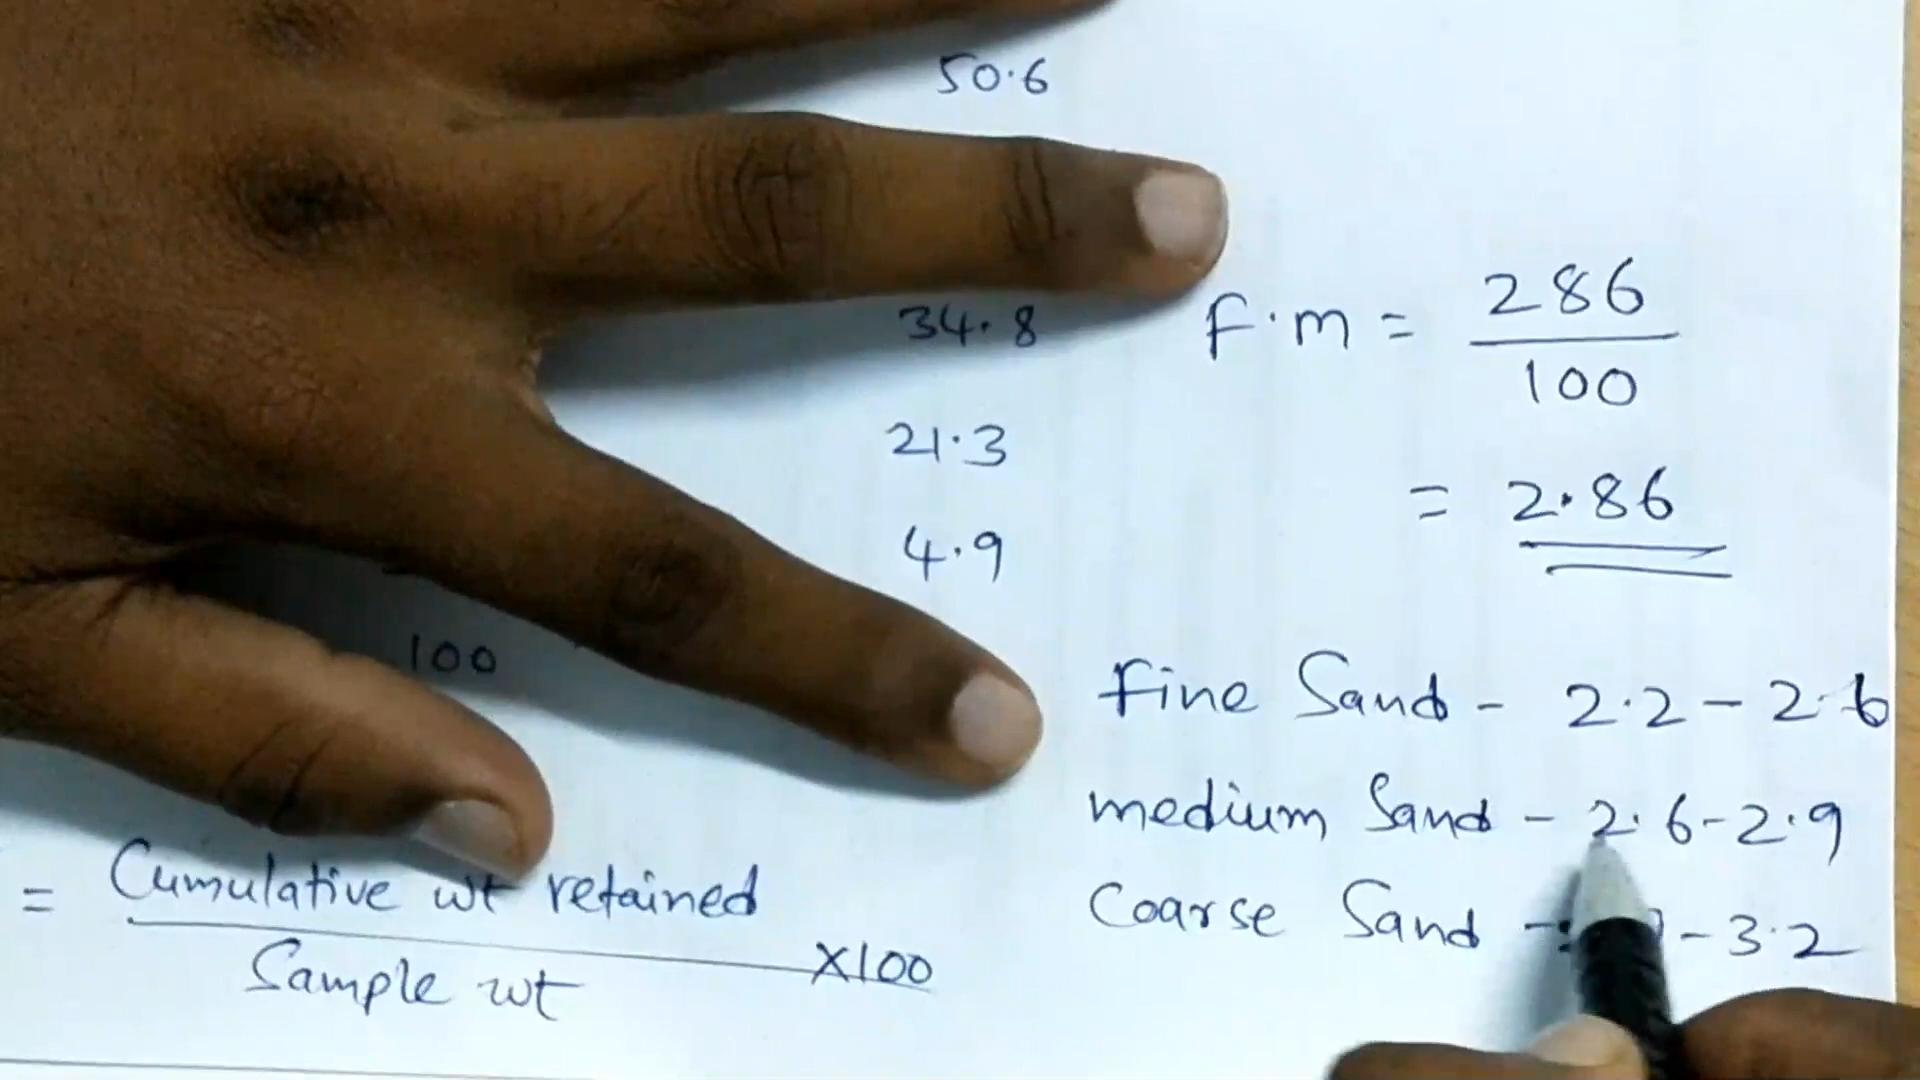 50.6
34.8
21.3
4.9
100
= Cumulative wt retained
Sample wt
X100
F.m = 286
100
= 2.86
Fine Sand - 2.2 - 2.6
medium Sand - 2.6-2.9
Coarse Sand - - 3.2